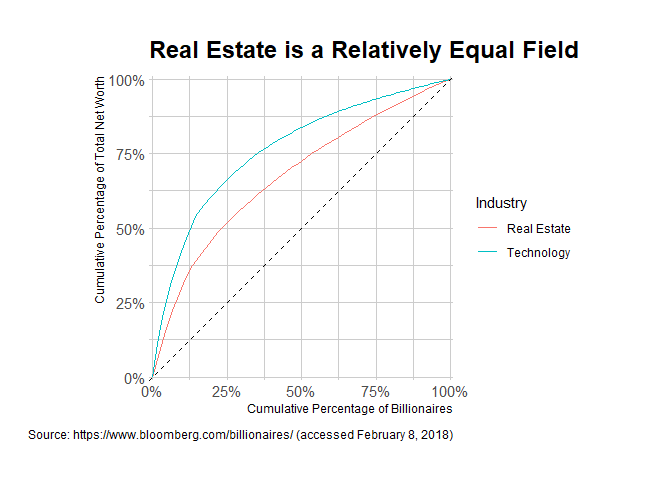 Real Estate is a Relatively Equal Field
Cumulative Percentage of Total Net Worth
100%
75%
50%
25%
0%
0% 25% 50% 75% 100%
Cumulative Percentage of Billionaires
Industry
Real Estate
Technology
Source: https://www.bloomberg.com/billionaires/ (accessed February 8, 2018)